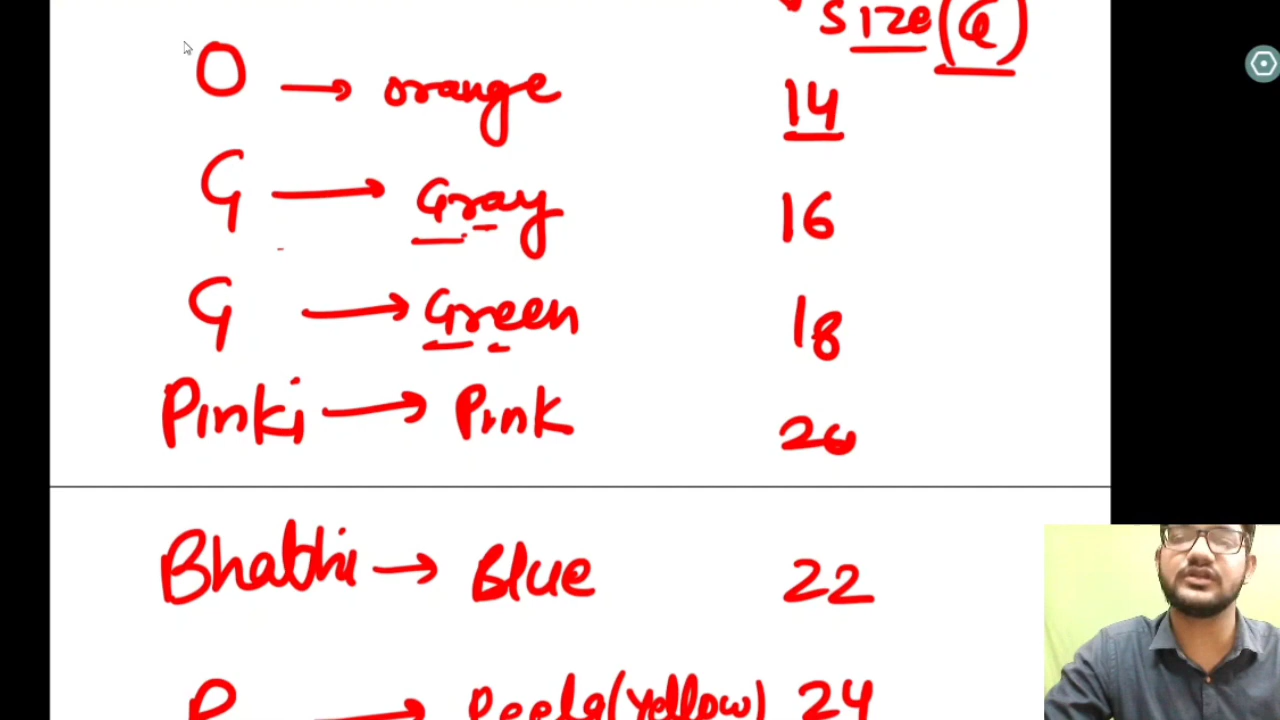 Size (G)
O → orange 14
G → Gray 16
G → Green 18
Pinki → Pink 20
Bhabhi → Blue 22
P → Peela (Yellow) 24